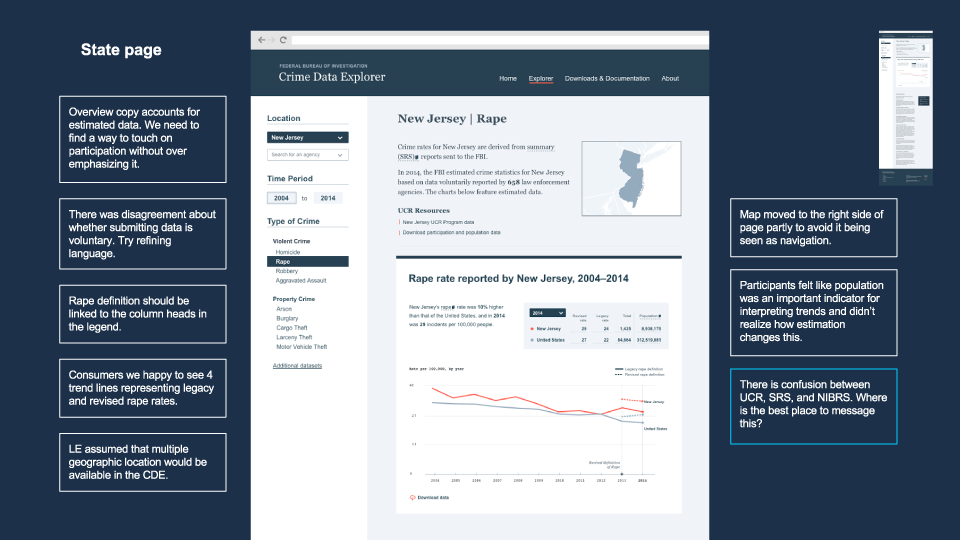 State page
Overview copy accounts for
estimated data. We need to
find a way to touch on
participation without over
emphasizing it.
There was disagreement about
whether submitting data is
voluntary. Try refining
language.
Rape definition should be
linked to the column heads in
the legend.
Consumers we happy to see 4
trend lines representing legacy
and revised rape rates.
LE assumed that multiple
geographic location would be
available in the CDE.
FEDERAL BUREAU OF INVESTIGATION
Crime Data Explorer
Home Explorer Downloads & Documentation About
Location
New Jersey
Search for an agency
Time Period
2004 to 2014
Type of Crime
Violent Crime
Homicide
Rape
Robbery
Aggravated Assault
Property Crime
Arson
Burglary
Cargo Theft
Larceny Theft
Motor Vehicle Theft
Additional datasets
New Jersey | Rape
Crime rates for New Jersey are derived from summary
(SRS) reports sent to the FBI.
In 2014, the FBI estimated crime statistics for New Jersey
based on data voluntarily reported by 658 law enforcement
agencies. The charts below feature estimated data.
UCR Resources
New Jersey UCR Program data
Download participation and population data
Rape rate reported by New Jersey, 2004–2014
New Jersey's rape rate was 10% higher
than that of the United States, and in 2014
was 29 incidents per 100,000 people.
2014 Revised rate Legacy rate Total Population
New Jersey 29 24 1,435 8,938,175
United States 27 22 84,864
Rate per 100,000, by year
Legacy rape definition
Revised rape definition
New Jersey
United States
Revised definition
of Rape
0
2004 2005 2006 2007 2008 2009 2010 2011 2012 2013 2014
Download data
Map moved to the right side of
page partly to avoid it being
seen as navigation.
Participants felt like population
was an important indicator for
interpreting trends and didn't
realize how estimation
changes this.
There is confusion between
UCR, SRS, and NIBRS. Where
is the best place to message
this?